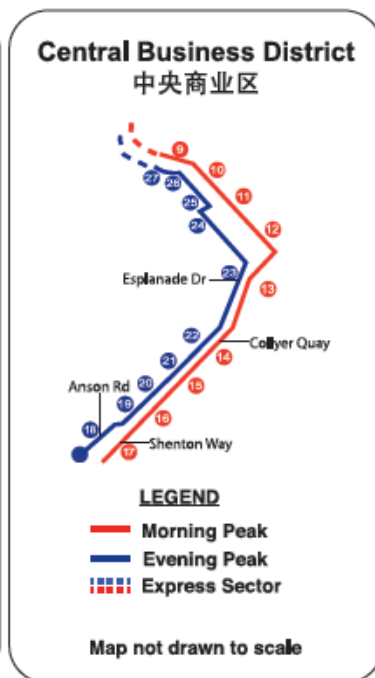 Central Business District
中央商业区
9
10
11
27
26
25
24
12
Esplanade Dr
23
13
22
14
Collyer Quay
21
Anson Rd
20
15
19
16
18
17
Shenton Way
LEGEND
Morning Peak
Evening Peak
Express Sector
Map not drawn to scale